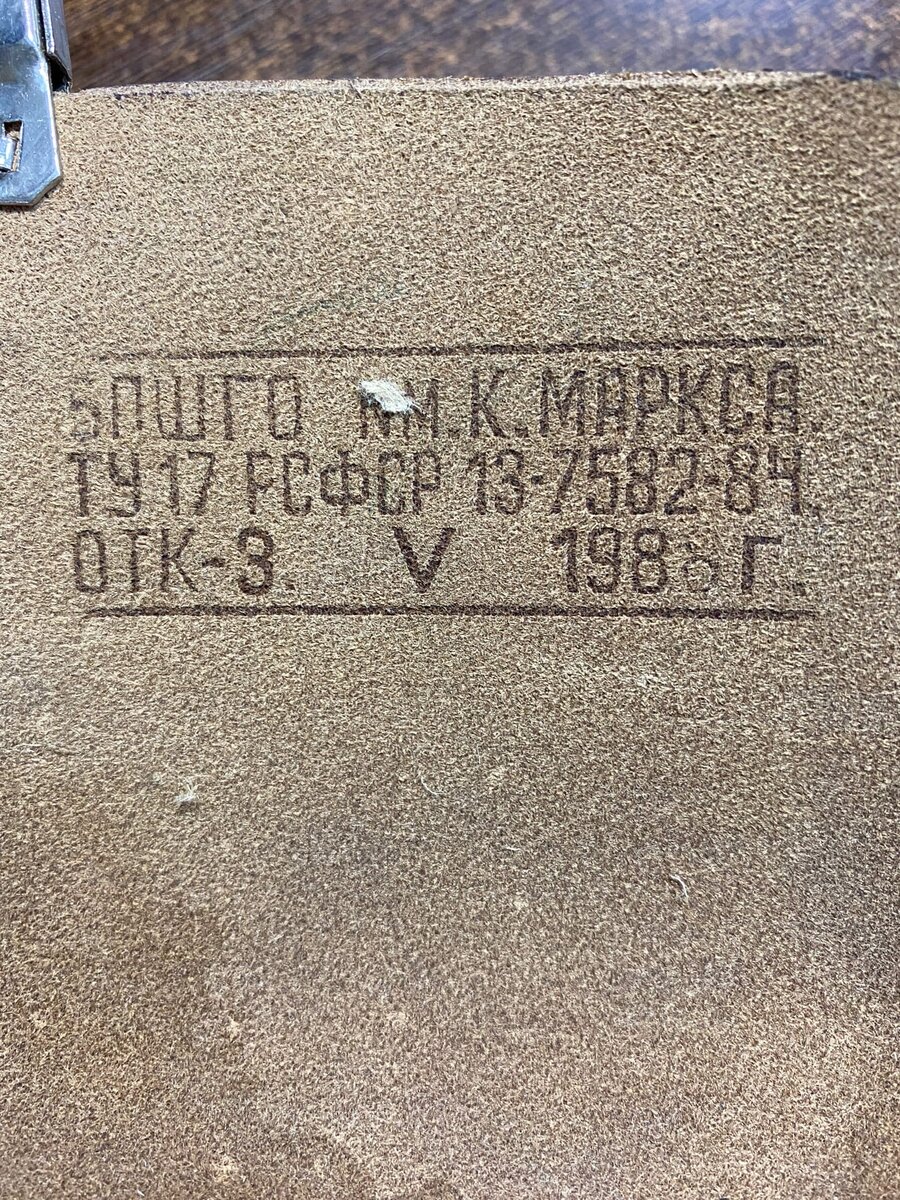 БПШГО им.К.МАРКСА.
ТУ 17 РСФСР 13-7582-84.
ОТК-3. V Г.